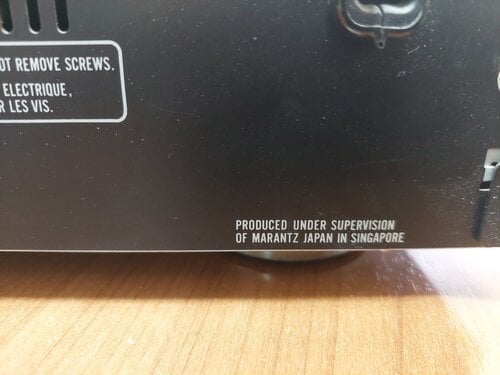 OT REMOVE SCREWS.
ELECTRIQUE,
R LES VIS.
PRODUCED UNDER SUPERVISION
OF MARANTZ JAPAN IN SINGAPORE